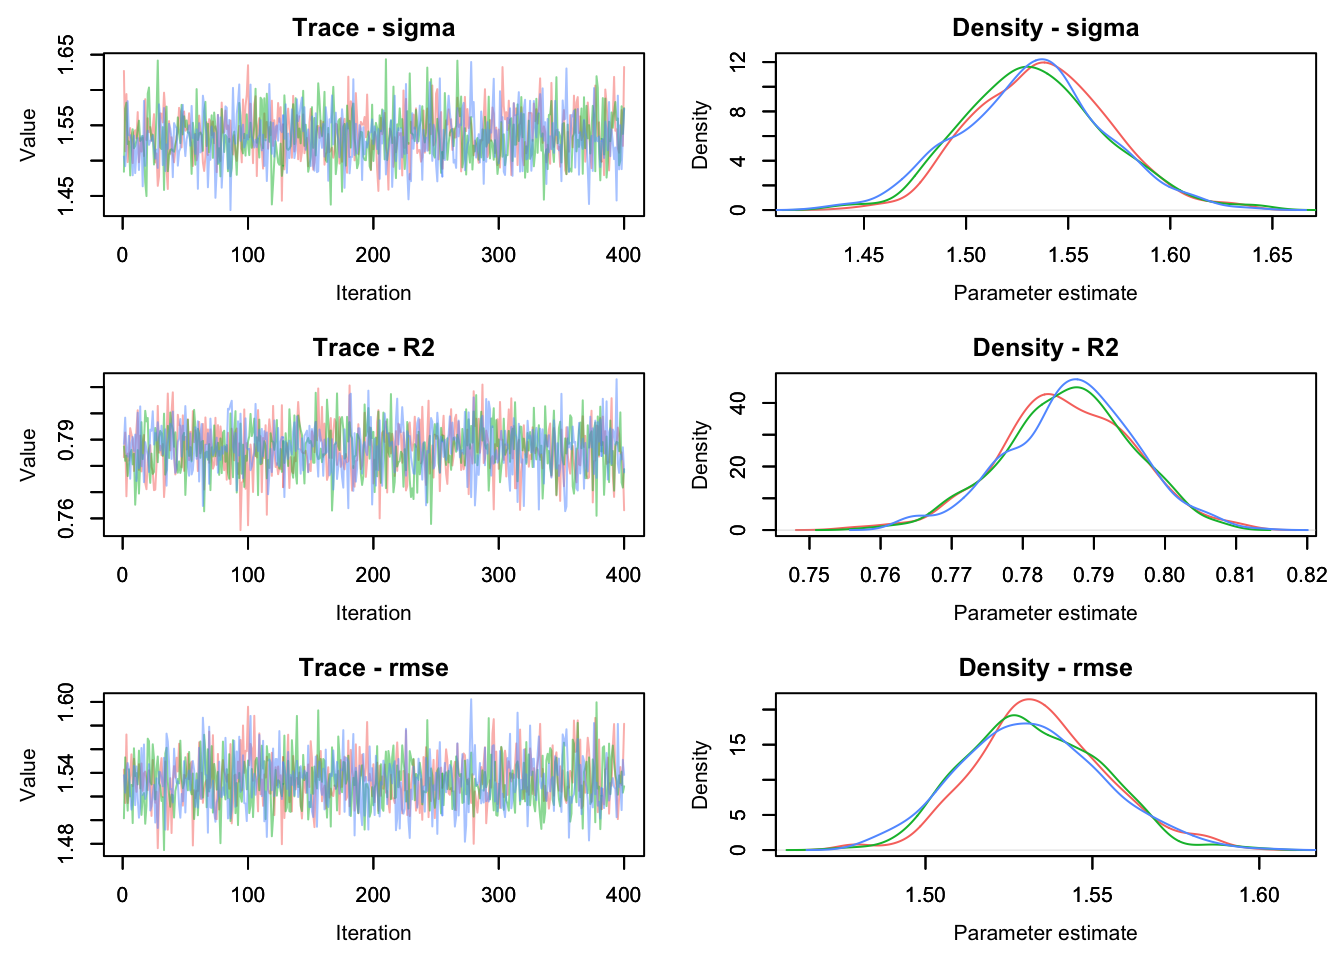 Trace - sigma
Value
1.45 1.55 1.65
0 100 200 300 400
Iteration
Density - sigma
Density
0 4 8 12
1.45 1.50 1.55 1.60 1.65
Parameter estimate
Trace - R2
Value
0.76 0.79
0 100 200 300 400
Iteration
Density - R2
Density
0 20 40
0.75 0.76 0.77 0.78 0.79 0.80 0.81 0.82
Parameter estimate
Trace - rmse
Value
1.48 1.54 1.60
0 100 200 300 400
Iteration
Density - rmse
Density
0 5 15
1.50 1.55 1.60
Parameter estimate